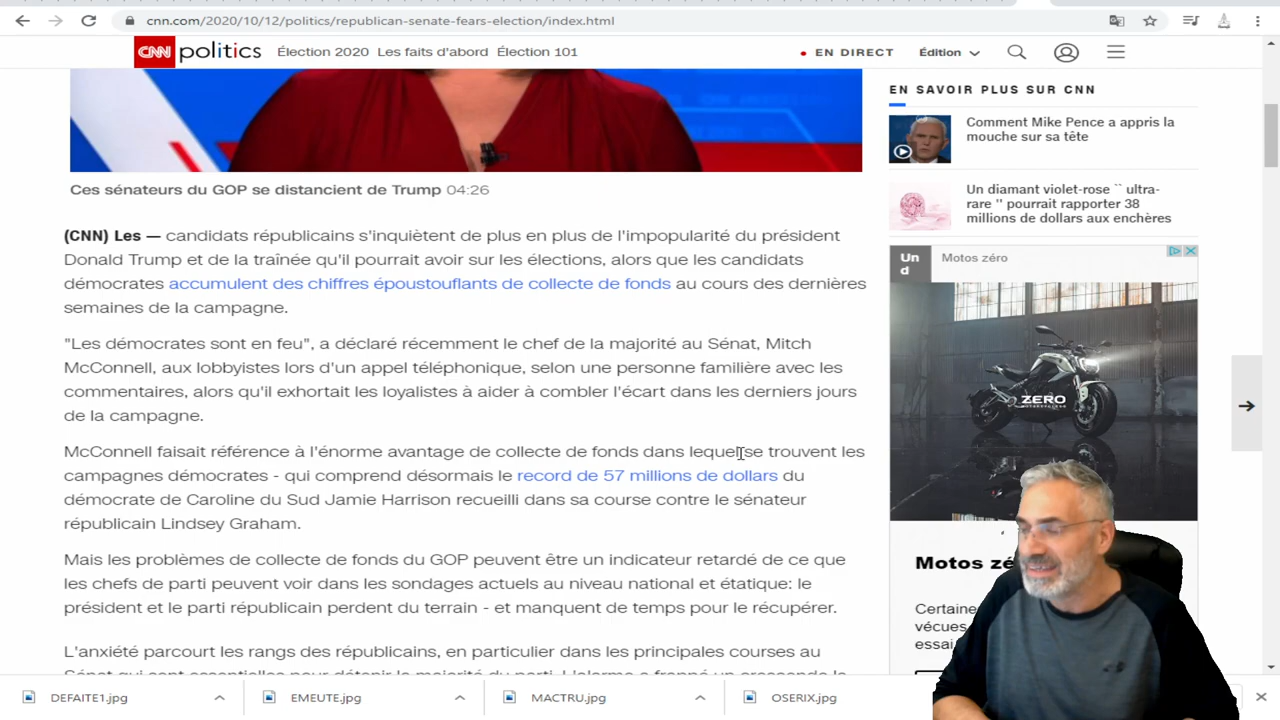 cnn.com/2020/10/12/politics/republican-senate-fears-election/index.html
CNN politics Élection 2020 Les faits d'abord Élection 101
• EN DIRECT Édition
Ces sénateurs du GOP se distancient de Trump 04:26
(CNN) Les — candidats républicains s'inquiètent de plus en plus de l'impopularité du président
Donald Trump et de la traînée qu'il pourrait avoir sur les élections, alors que les candidats
démocrates accumulent des chiffres époustouflants de collecte de fonds au cours des dernières
semaines de la campagne.
"Les démocrates sont en feu", a déclaré récemment le chef de la majorité au Sénat, Mitch
McConnell, aux lobbyistes lors d'un appel téléphonique, selon une personne familière avec les
commentaires, alors qu'il exhortait les loyalistes à aider à combler l'écart dans les derniers jours
de la campagne.
McConnell faisait référence à l'énorme avantage de collecte de fonds dans lequel se trouvent les
campagnes démocrates - qui comprend désormais le record de 57 millions de dollars du
démocrate de Caroline du Sud Jamie Harrison recueilli dans sa course contre le sénateur
républicain Lindsey Graham.
Mais les problèmes de collecte de fonds du GOP peuvent être un indicateur retardé de ce que
les chefs de parti peuvent voir dans les sondages actuels au niveau national et étatique: le
président et le parti républicain perdent du terrain - et manquent de temps pour le récupérer.
L'anxiété parcourt les rangs des républicains, en particulier dans les principales courses au
EN SAVOIR PLUS SUR CNN
Comment Mike Pence a appris la
mouche sur sa tête
Un diamant violet-rose `` ultra-
rare '' pourrait rapporter 38
millions de dollars aux enchères
Un
d
Motos zéro
ZERO
Motos
Certaine
vécues
essai
DEFAITE1.jpg
EMEUTE.jpg
MACTRU.jpg
OSERIX.jpg